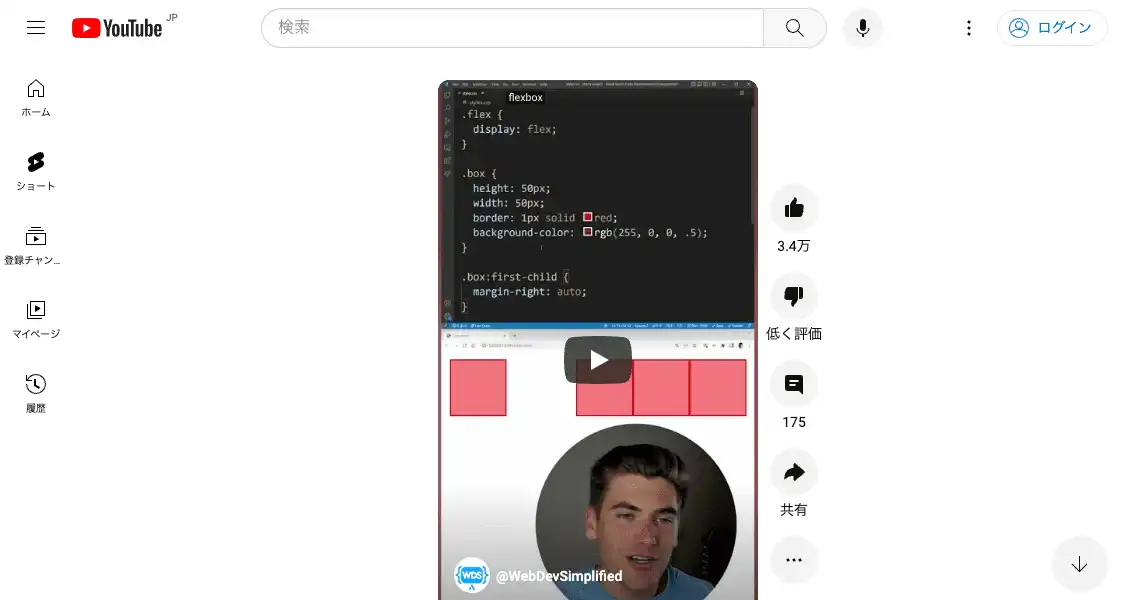 YouTube JP
検索
ログイン
ホーム
ショート
登録チャン...
マイページ
履歴
flexbox
.flex {
display: flex;
}
.box {
height: 50px;
width: 50px;
border: 1px solid red;
background-color: rgb(255, 0, 0, .5);
}
.box:first-child {
margin-right: auto;
}
WDS
@WebDevSimplified
3.4万
低く評価
175
共有